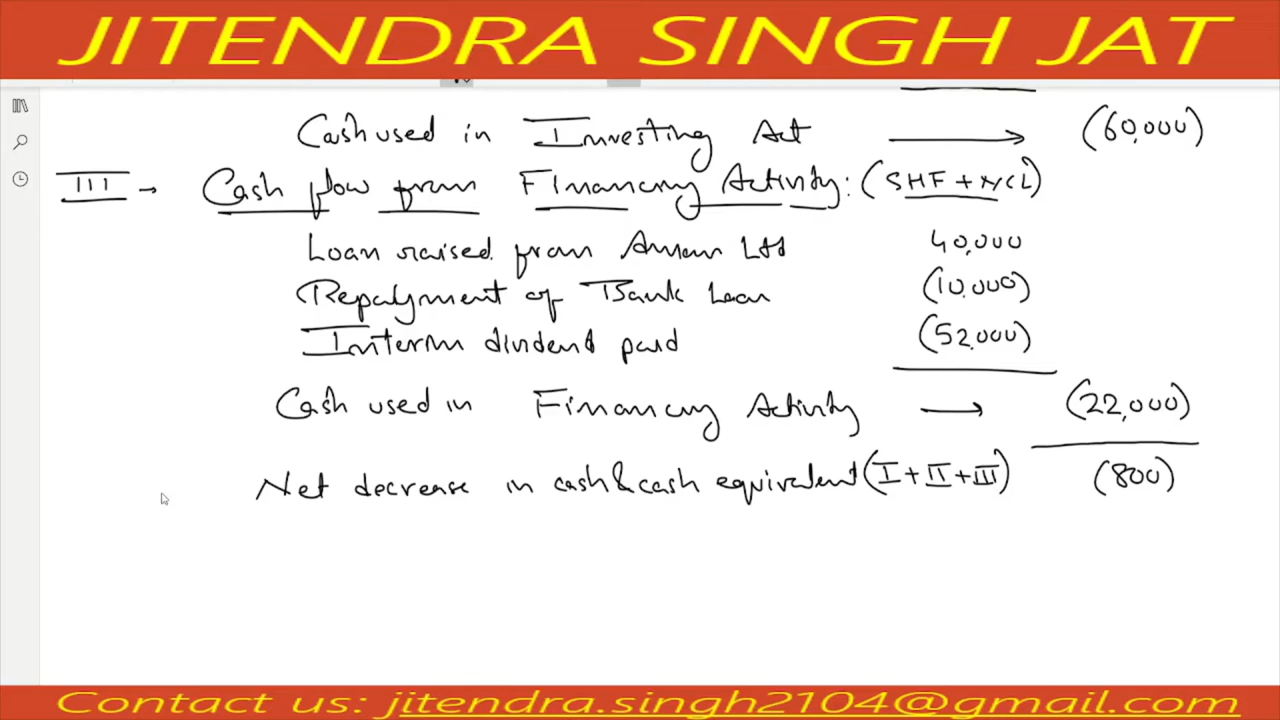 JITENDRA SINGH JAT
Cash used in Investing Act → (60,000)
III → Cash flow from Financing Activity: (SHF + NCL)
Loan raised from Aman Ltd 40,000
Repayment of Bank Loan (10,000)
Interim dividend paid (52,000)
Cash used in Financing Activity → (22,000)
Net decrease in cash & cash equivalent (I + II + III) (800)
Contact us: jitendra.singh2104@gmail.com